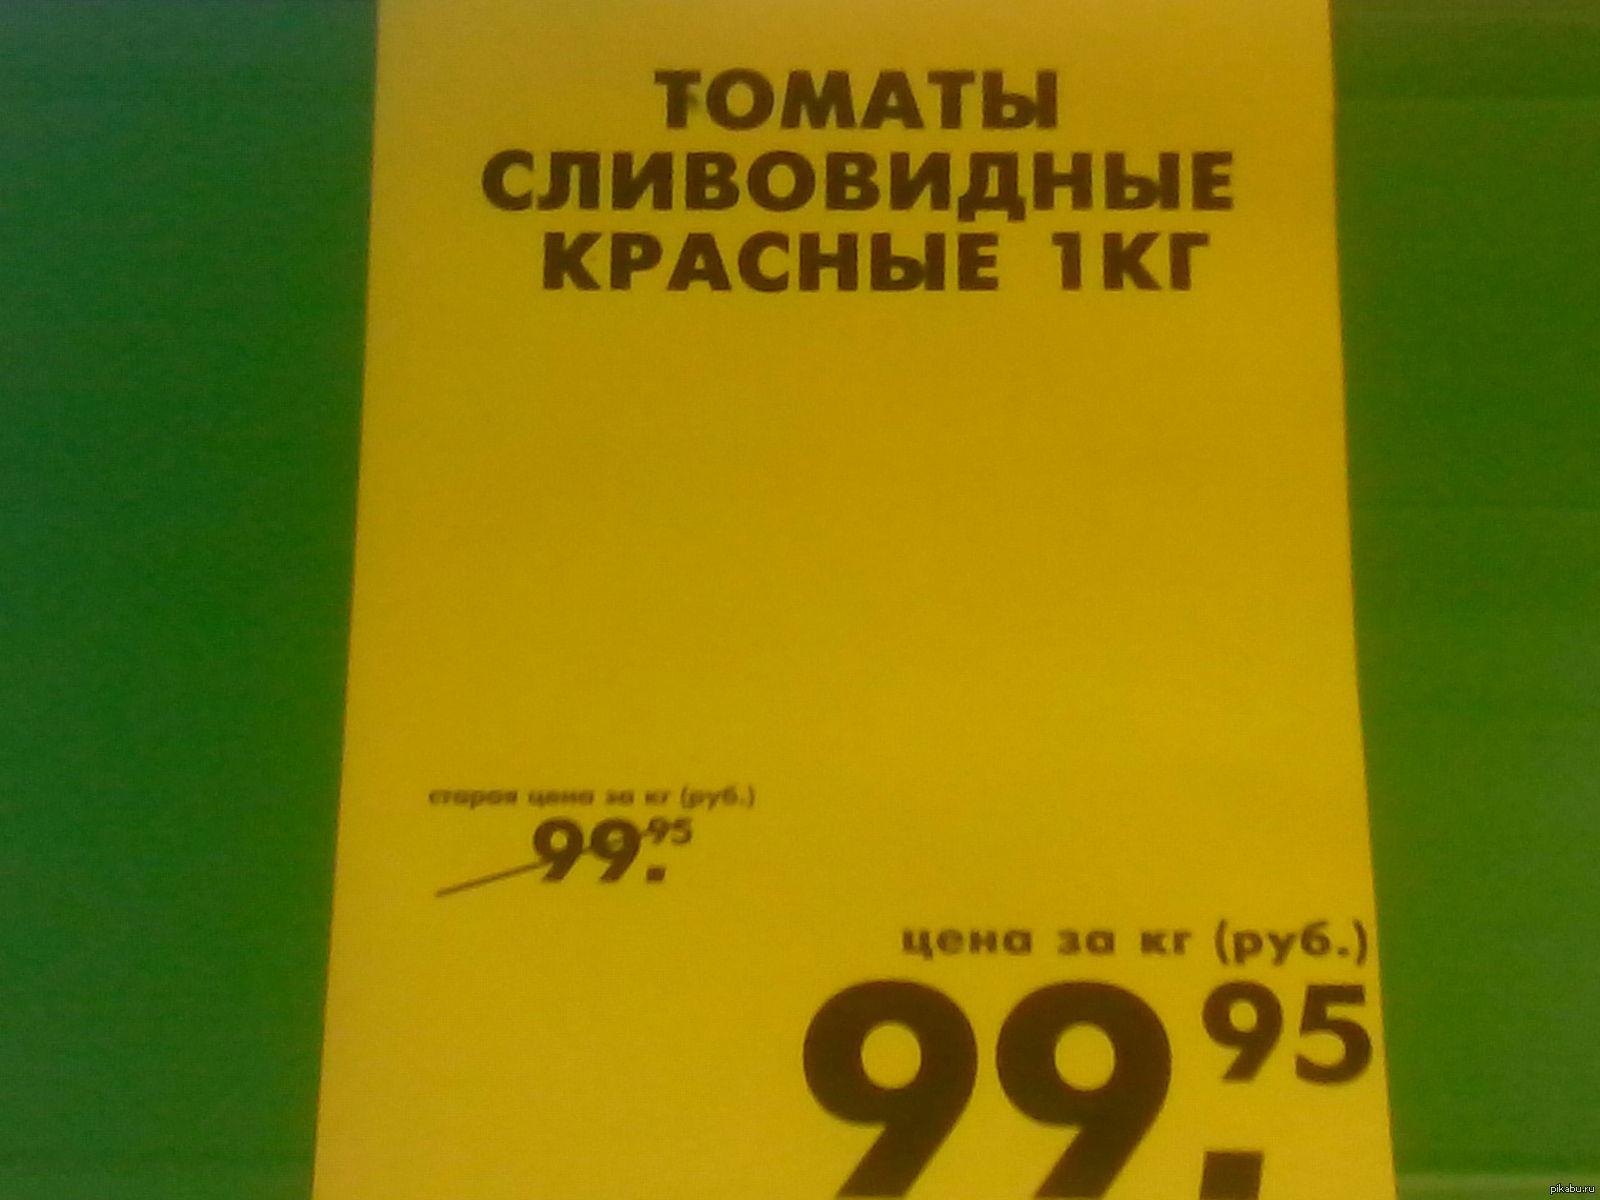 ТОМАТЫ
СЛИВОВИДНЫЕ
КРАСНЫЕ 1КГ
старая цена за кг (руб.)
99.95
цена за кг (руб.)
99.95
pikabu.ru